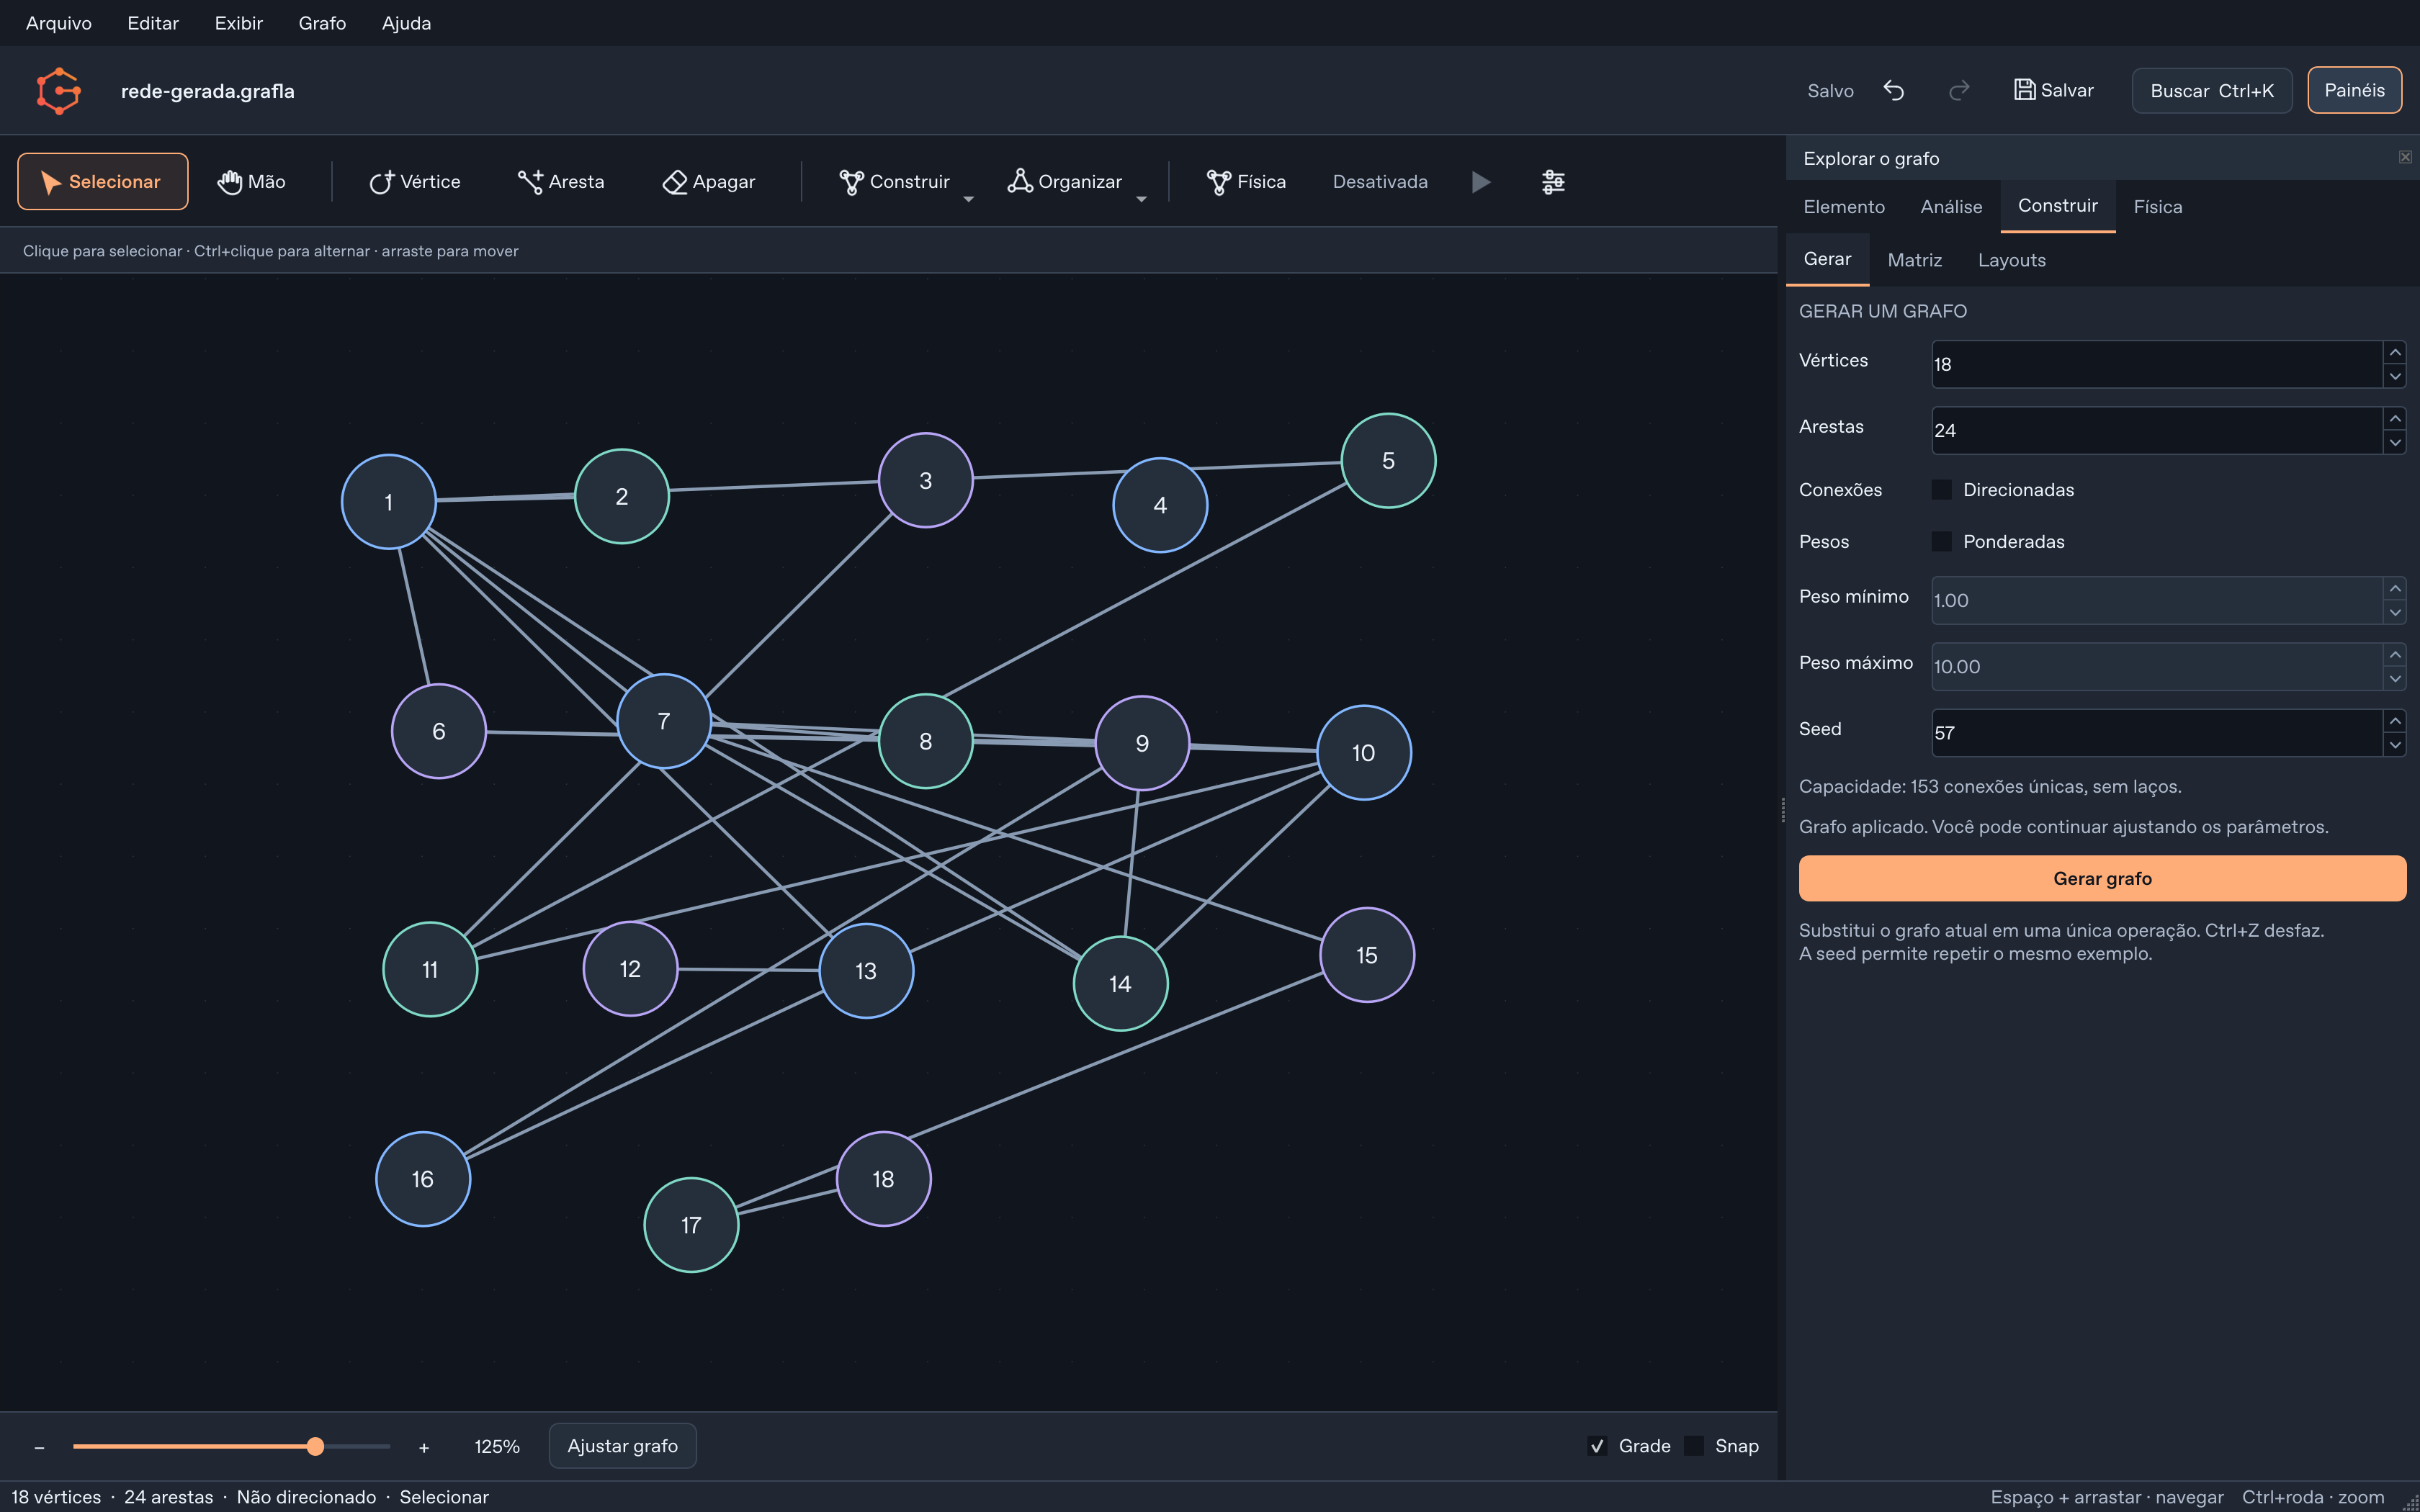 Arquivo Editar Exibir Grafo Ajuda
rede-gerada.grafla
Salvo Salvar Buscar Ctrl+K Painéis
Selecionar Mão Vértice Aresta Apagar Construir Organizar Física Desativada
Clique para selecionar · Ctrl+clique para alternar · arraste para mover
1
2
3
4
5
6
7
8
9
10
11
12
13
14
15
16
17
18
Explorar o grafo
Elemento Análise Construir Física
Gerar Matriz Layouts
GERAR UM GRAFO
Vértices 18
Arestas 24
Conexões Direcionadas
Pesos Ponderadas
Peso mínimo 1.00
Peso máximo 10.00
Seed 57
Capacidade: 153 conexões únicas, sem laços.
Grafo aplicado. Você pode continuar ajustando os parâmetros.
Gerar grafo
Substitui o grafo atual em uma única operação. Ctrl+Z desfaz.
A seed permite repetir o mesmo exemplo.
− + 125% Ajustar grafo Grade Snap
18 vértices · 24 arestas · Não direcionado · Selecionar
Espaço + arrastar · navegar Ctrl+roda · zoom